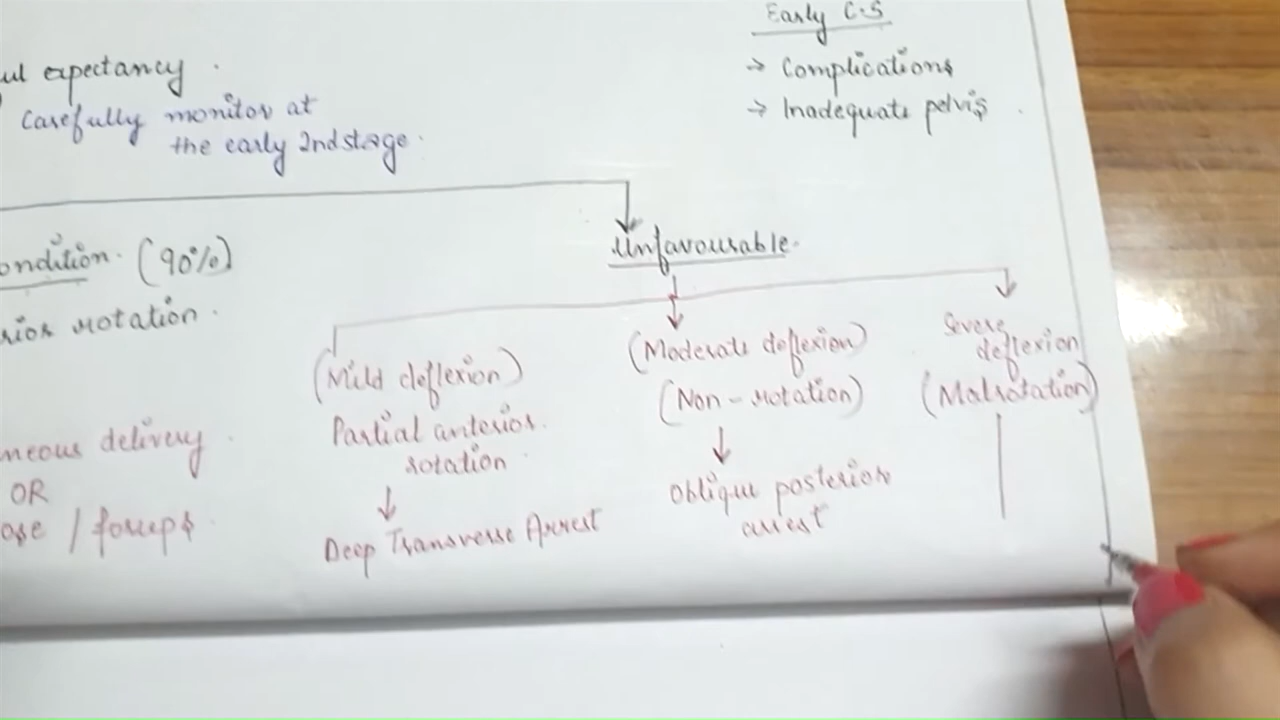 Early C.S
→ Complications
→ Inadequate pelvis
ul expectancy.
Carefully monitor at
the early 2nd stage.
Unfavourable.
ondition. (90%)
rior rotation.
(Mild deflexion)
Partial anterior.
rotation
Deep Transverse Arrest
(Moderate deflexion)
(Non - rotation)
Oblique posterior
arrest
Severe
deflexion
(Malrotation)
neous delivery.
OR
ose / forceps.